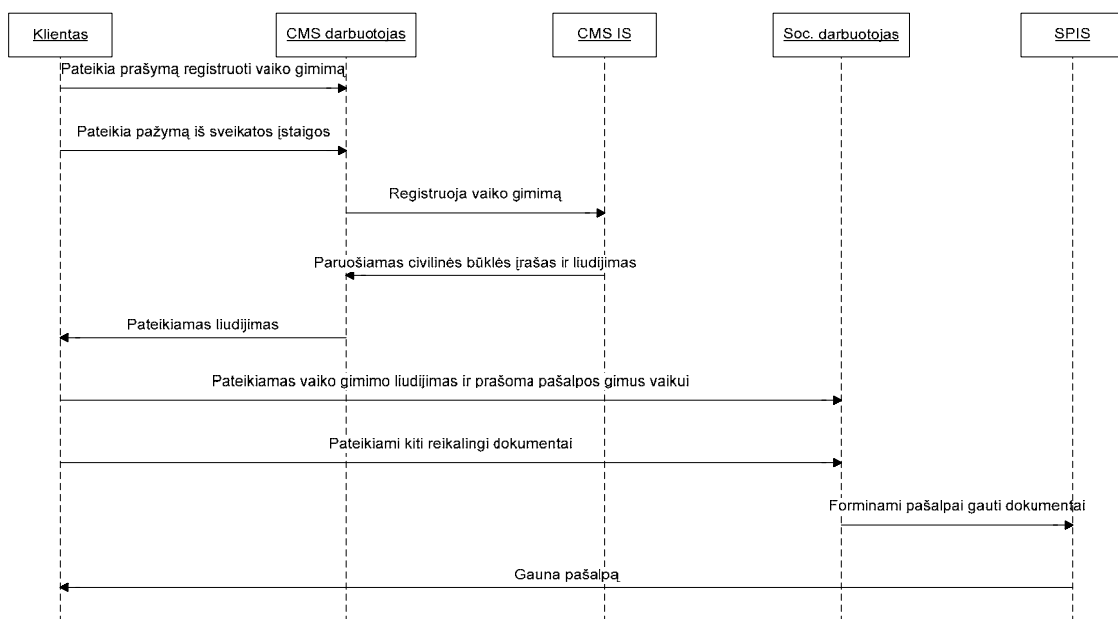 Klientas
CMS darbuotojas
CMS IS
Soc. darbuotojas
SPIS
Pateikia prašymą registruoti vaiko gimimą
Pateikia pažymą iš sveikatos įstaigos
Registruoja vaiko gimimą
Paruošiamas civilinės būklės įrašas ir liudijimas
Pateikiamas liudijimas
Pateikiamas vaiko gimimo liudijimas ir prašoma pašalpos gimus vaikui
Pateikiami kiti reikalingi dokumentai
Forminami pašalpai gauti dokumentai
Gauna pašalpą